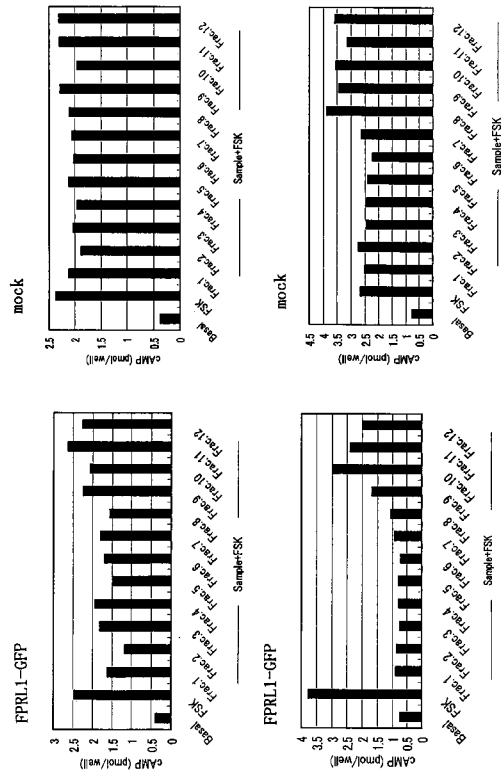 FPRL1-GFP
cAMP (pmol/well)
3
2.5
2
1.5
1
0.5
0
Basal
FSK
Frac.1
Frac.2
Frac.3
Frac.4
Frac.5
Frac.6
Frac.7
Frac.8
Frac.9
Frac.10
Frac.11
Frac.12
Sample+FSK
mock
cAMP (pmol/well)
2.5
2
1.5
1
0.5
0
Basal
FSK
Frac.1
Frac.2
Frac.3
Frac.4
Frac.5
Frac.6
Frac.7
Frac.8
Frac.9
Frac.10
Frac.11
Frac.12
Sample+FSK
FPRL1-GFP
cAMP (pmol/well)
4
3.5
3
2.5
2
1.5
1
0.5
0
Basal
FSK
Frac.1
Frac.2
Frac.3
Frac.4
Frac.5
Frac.6
Frac.7
Frac.8
Frac.9
Frac.10
Frac.11
Frac.12
Sample+FSK
mock
cAMP (pmol/well)
4.5
4
3.5
3
2.5
2
1.5
1
0.5
0
Basal
FSK
Frac.1
Frac.2
Frac.3
Frac.4
Frac.5
Frac.6
Frac.7
Frac.8
Frac.9
Frac.10
Frac.11
Frac.12
Sample+FSK